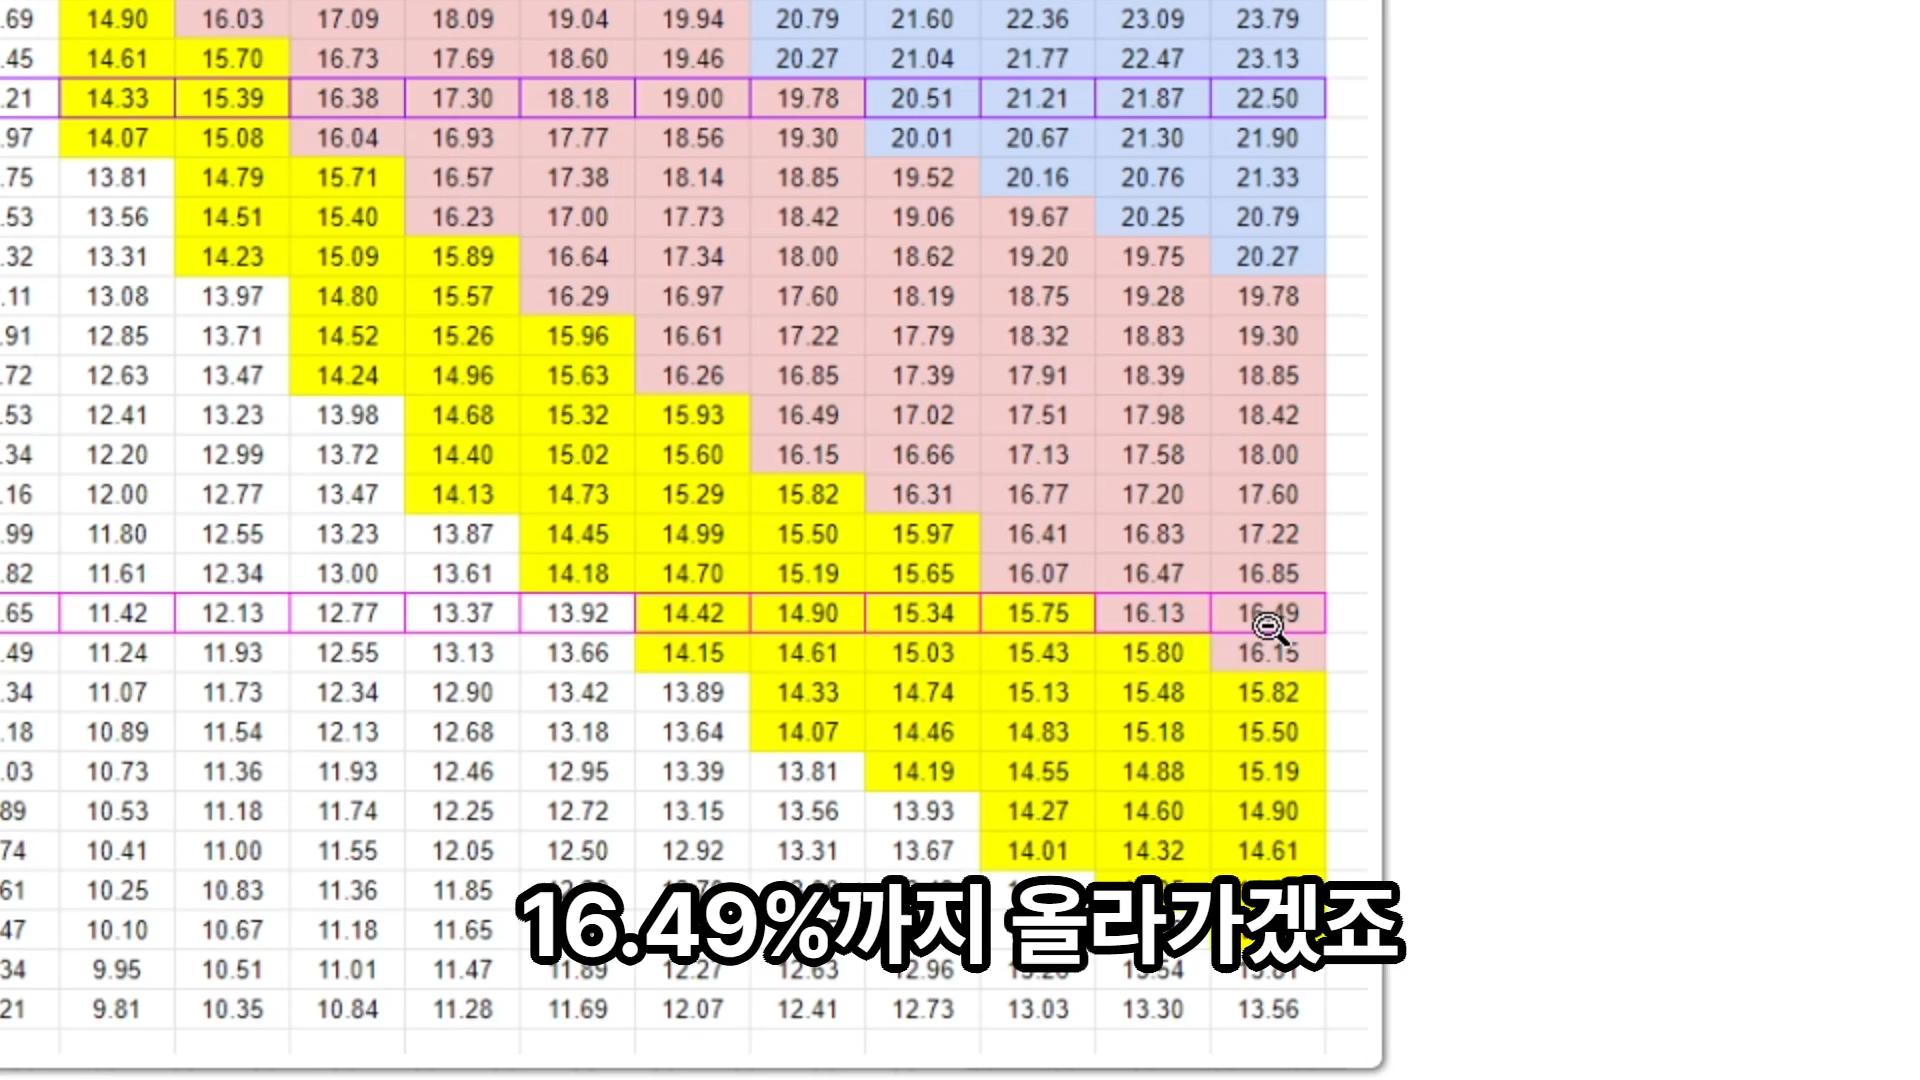 .69 14.90 16.03 17.09 18.09 19.04 19.94 20.79 21.60 22.36 23.09 23.79
.45 14.61 15.70 16.73 17.69 18.60 19.46 20.27 21.04 21.77 22.47 23.13
.21 14.33 15.39 16.38 17.30 18.18 19.00 19.78 20.51 21.21 21.87 22.50
.97 14.07 15.08 16.04 16.93 17.77 18.56 19.30 20.01 20.67 21.30 21.90
.75 13.81 14.79 15.71 16.57 17.38 18.14 18.85 19.52 20.16 20.76 21.33
.53 13.56 14.51 15.40 16.23 17.00 17.73 18.42 19.06 19.67 20.25 20.79
.32 13.31 14.23 15.09 15.89 16.64 17.34 18.00 18.62 19.20 19.75 20.27
.11 13.08 13.97 14.80 15.57 16.29 16.97 17.60 18.19 18.75 19.28 19.78
.91 12.85 13.71 14.52 15.26 15.96 16.61 17.22 17.79 18.32 18.83 19.30
.72 12.63 13.47 14.24 14.96 15.63 16.26 16.85 17.39 17.91 18.39 18.85
.53 12.41 13.23 13.98 14.68 15.32 15.93 16.49 17.02 17.51 17.98 18.42
.34 12.20 12.99 13.72 14.40 15.02 15.60 16.15 16.66 17.13 17.58 18.00
.16 12.00 12.77 13.47 14.13 14.73 15.29 15.82 16.31 16.77 17.20 17.60
.99 11.80 12.55 13.23 13.87 14.45 14.99 15.50 15.97 16.41 16.83 17.22
.82 11.61 12.34 13.00 13.61 14.18 14.70 15.19 15.65 16.07 16.47 16.85
.65 11.42 12.13 12.77 13.37 13.92 14.42 14.90 15.34 15.75 16.13 16.49
.49 11.24 11.93 12.55 13.13 13.66 14.15 14.61 15.03 15.43 15.80 16.15
.34 11.07 11.73 12.34 12.90 13.42 13.89 14.33 14.74 15.13 15.48 15.82
.18 10.89 11.54 12.13 12.68 13.18 13.64 14.07 14.46 14.83 15.18 15.50
.03 10.73 11.36 11.93 12.46 12.95 13.39 13.81 14.19 14.55 14.88 15.19
89 10.53 11.18 11.74 12.25 12.72 13.15 13.56 13.93 14.27 14.60 14.90
74 10.41 11.00 11.55 12.05 12.50 12.92 13.31 13.67 14.01 14.32 14.61
61 10.25 10.83 11.36 11.85
47 10.10 10.67 11.18 11.65
34 9.95 10.51 11.01 11.47 11.89 12.27 12.63 12.96
21 9.81 10.35 10.84 11.28 11.69 12.07 12.41 12.73 13.03 13.30 13.56
16.49%까지 올라가겠죠